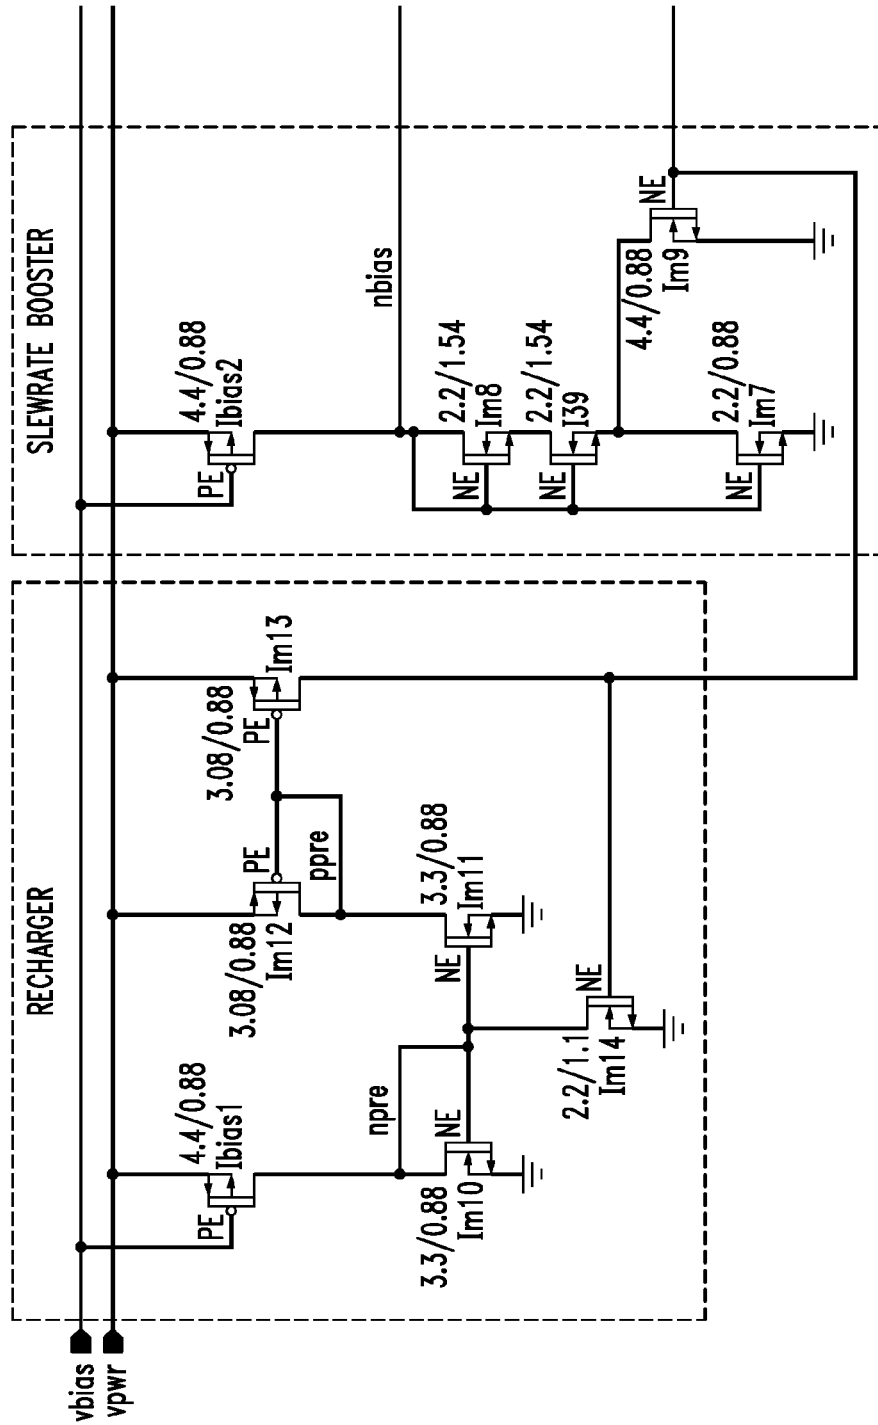 vbias
vpwr
RECHARGER
PE
4.4/0.88
Ibias1
npre
3.3/0.88
Im10
NE
3.08/0.88
Im12
PE
ppre
NE
3.3/0.88
Im11
2.2/1.1
Im14
NE
3.08/0.88
PE
Im13
SLEWRATE BOOSTER
PE
4.4/0.88
Ibias2
nbias
NE
2.2/1.54
Im8
NE
2.2/1.54
I39
NE
2.2/0.88
Im7
4.4/0.88
Im9
NE